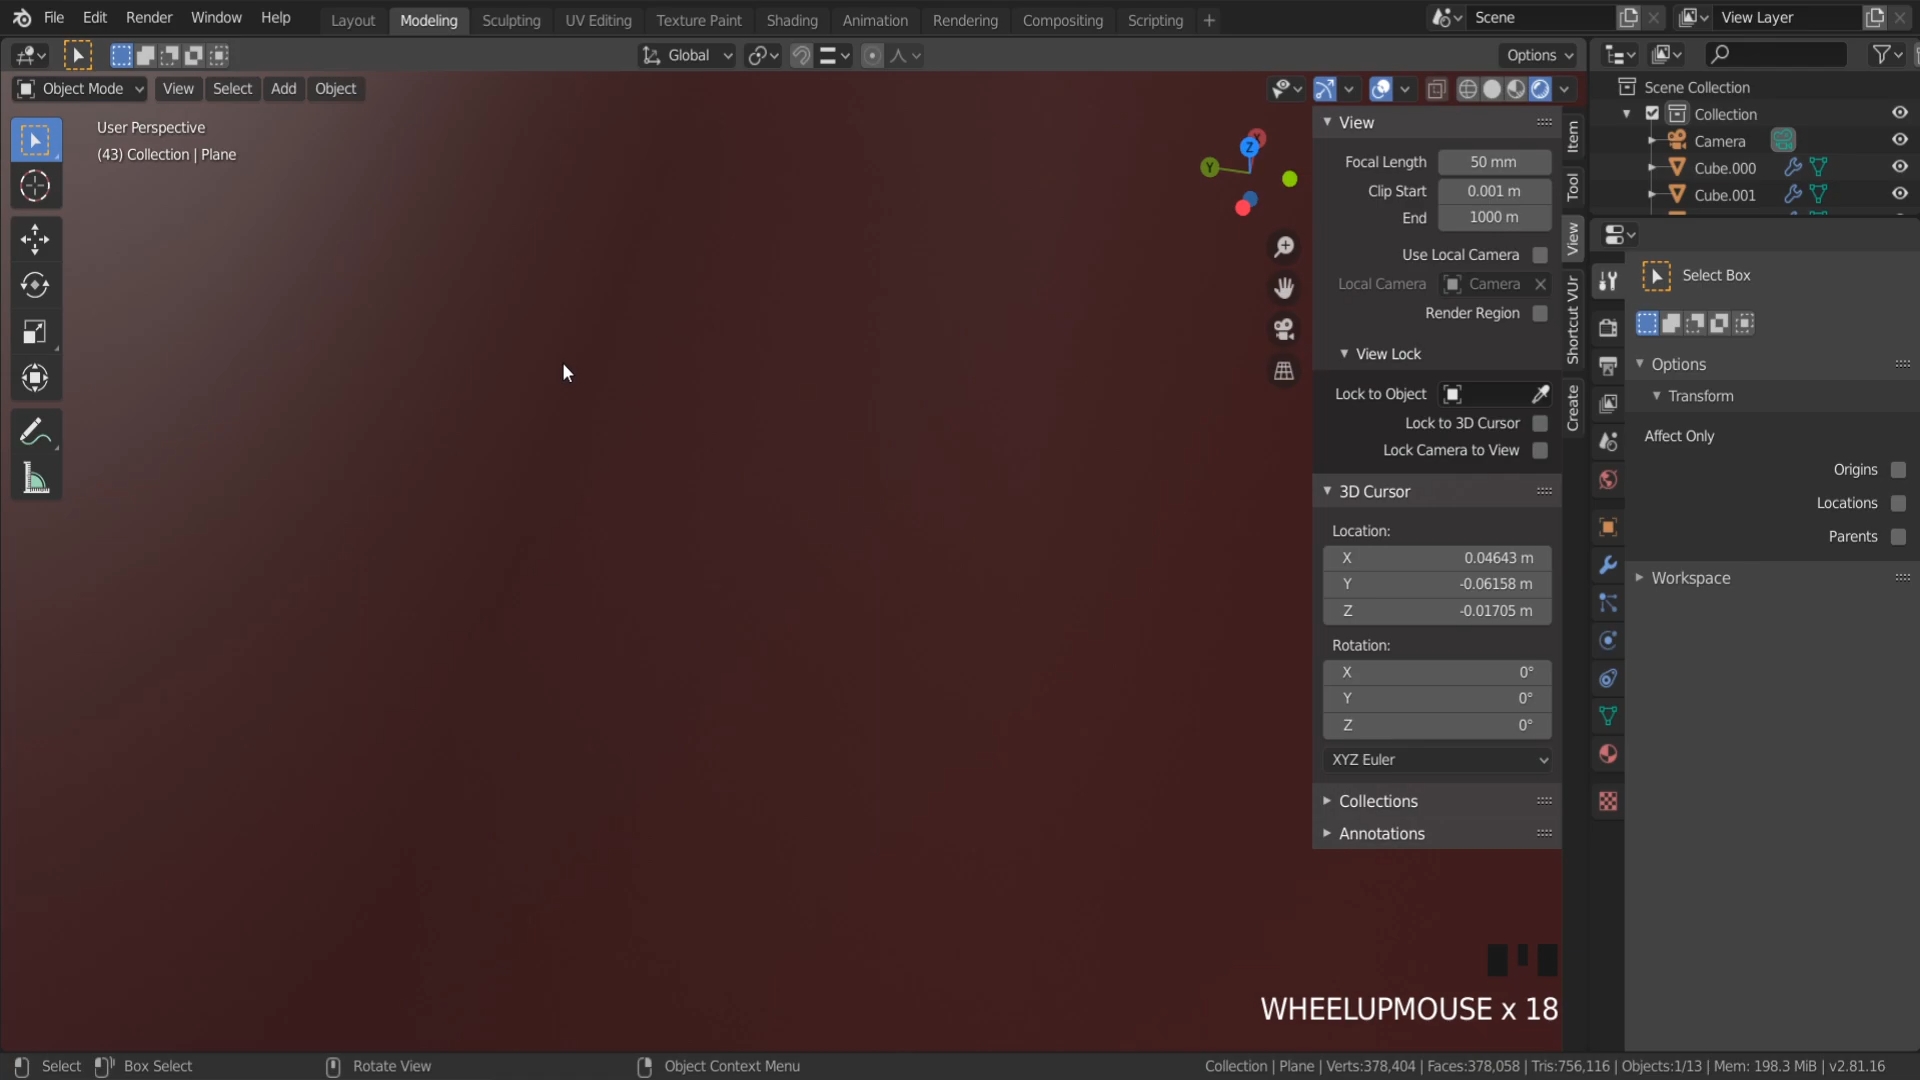 File Edit Render Window Help
Layout Modeling Sculpting UV Editing Texture Paint Shading Animation Rendering Compositing Scripting +
Scene
View Layer
Global
Options
Object Mode View Select Add Object
User Perspective
(43) Collection | Plane
X
Y
Z
View
Focal Length 50 mm
Clip Start 0.001 m
End 1000 m
Use Local Camera
Local Camera Camera
Render Region
View Lock
Lock to Object
Lock to 3D Cursor
Lock Camera to View
3D Cursor
Location:
X 0.04643 m
Y -0.06158 m
Z -0.01705 m
Rotation:
X 0°
Y 0°
Z 0°
XYZ Euler
Collections
Annotations
Item
Tool
View
Shortcut VUr
Create
Scene Collection
Collection
Camera
Cube.000
Cube.001
Select Box
Options
Transform
Affect Only
Origins
Locations
Parents
Workspace
WHEELUPMOUSE x 18
Select Box Select Rotate View Object Context Menu
Collection | Plane | Verts:378,404 | Faces:378,058 | Tris:756,116 | Objects:1/13 | Mem: 198.3 MiB | v2.81.16